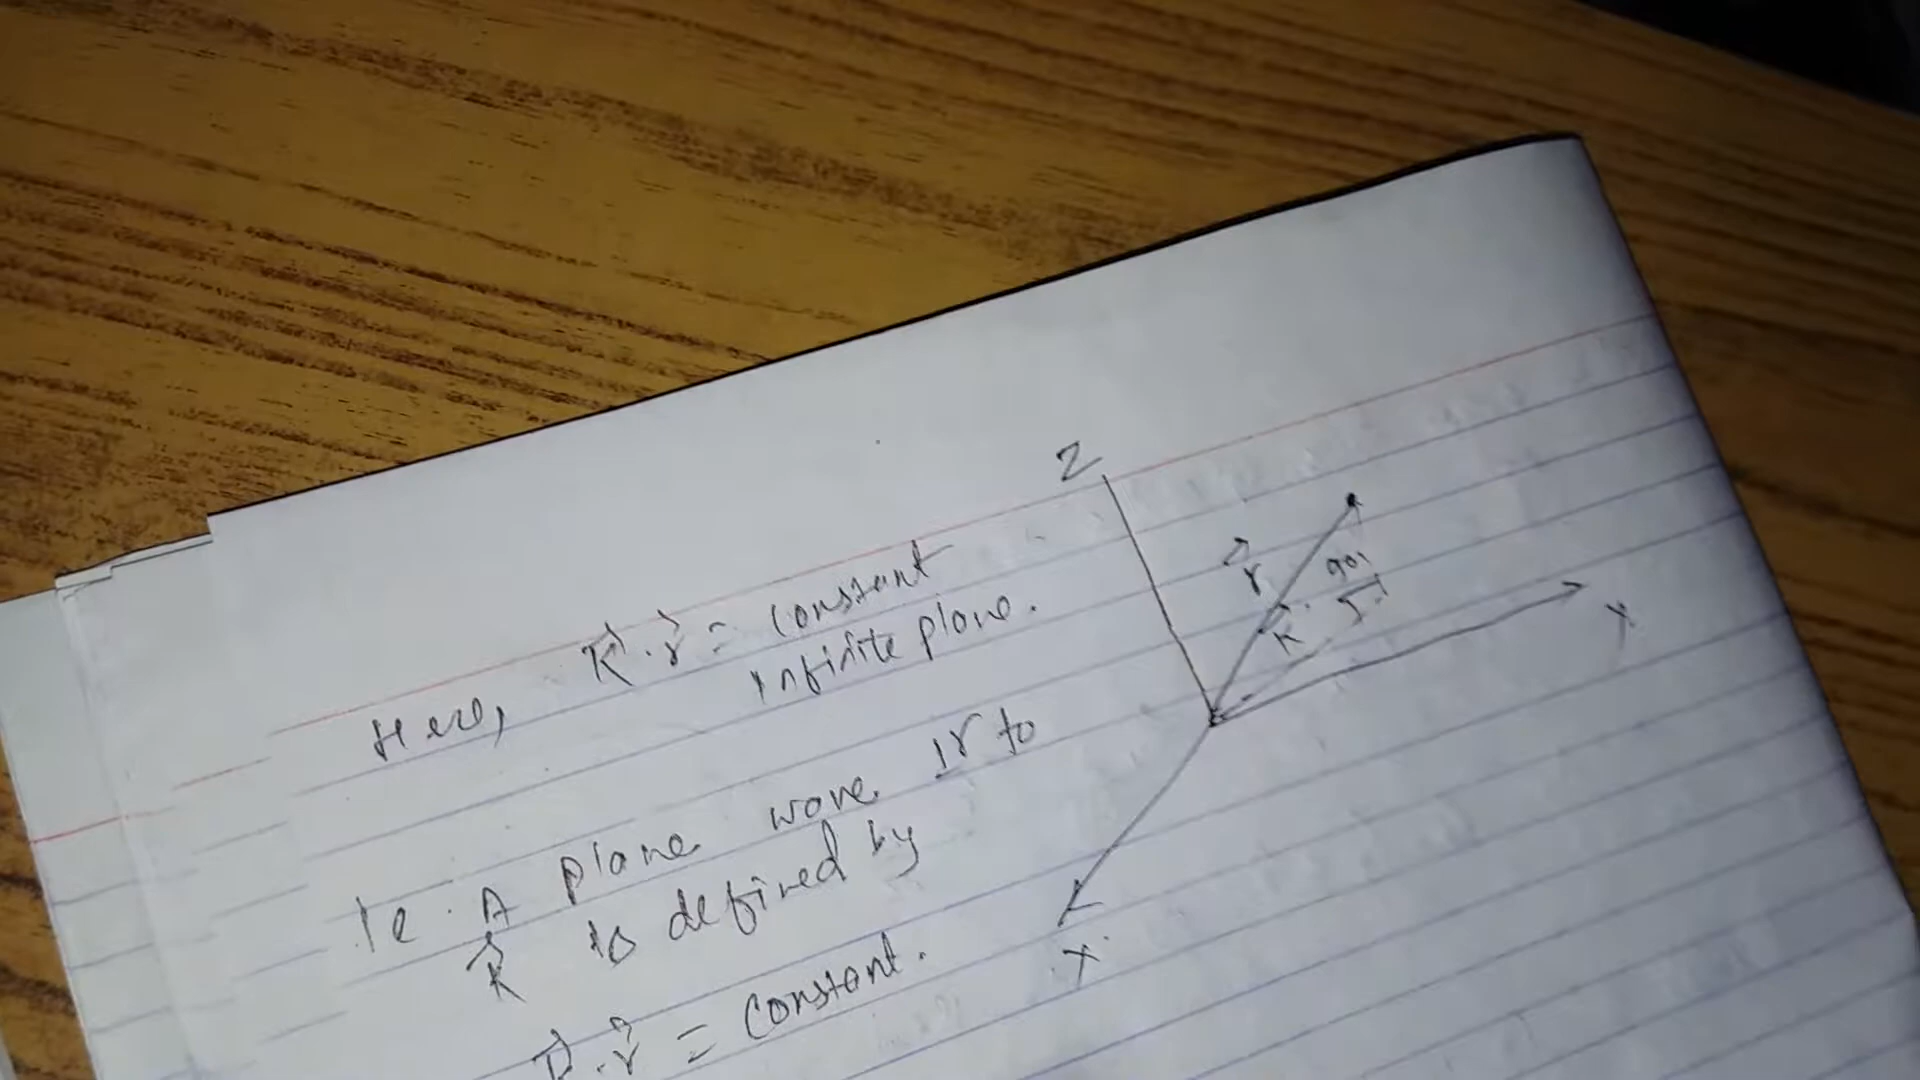 Here, K⃗.r⃗ = constant
infinite plane.
ie. A plane wave ⊥r to
K⃗ is defined by
K⃗.r⃗ = constant.
Z
r⃗
90°
K
Y
X